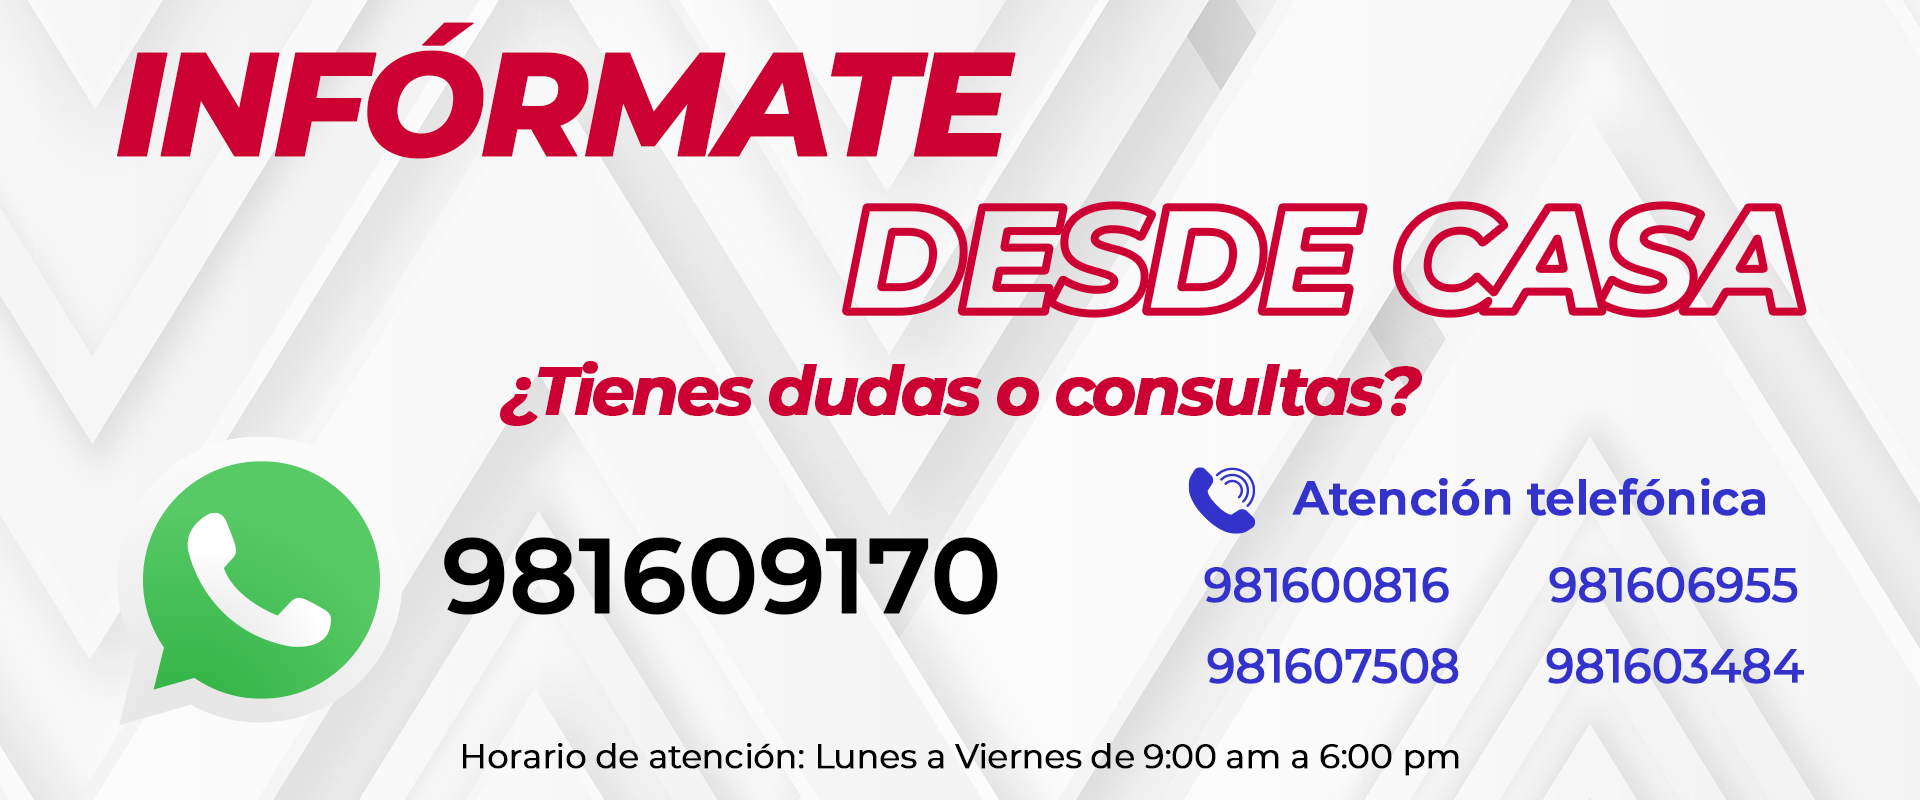 INFÓRMATE
DESDE CASA
¿Tienes dudas o consultas?
981609170
Atención telefónica
981600816 981606955
981607508 981603484
Horario de atención: Lunes a Viernes de 9:00 am a 6:00 pm